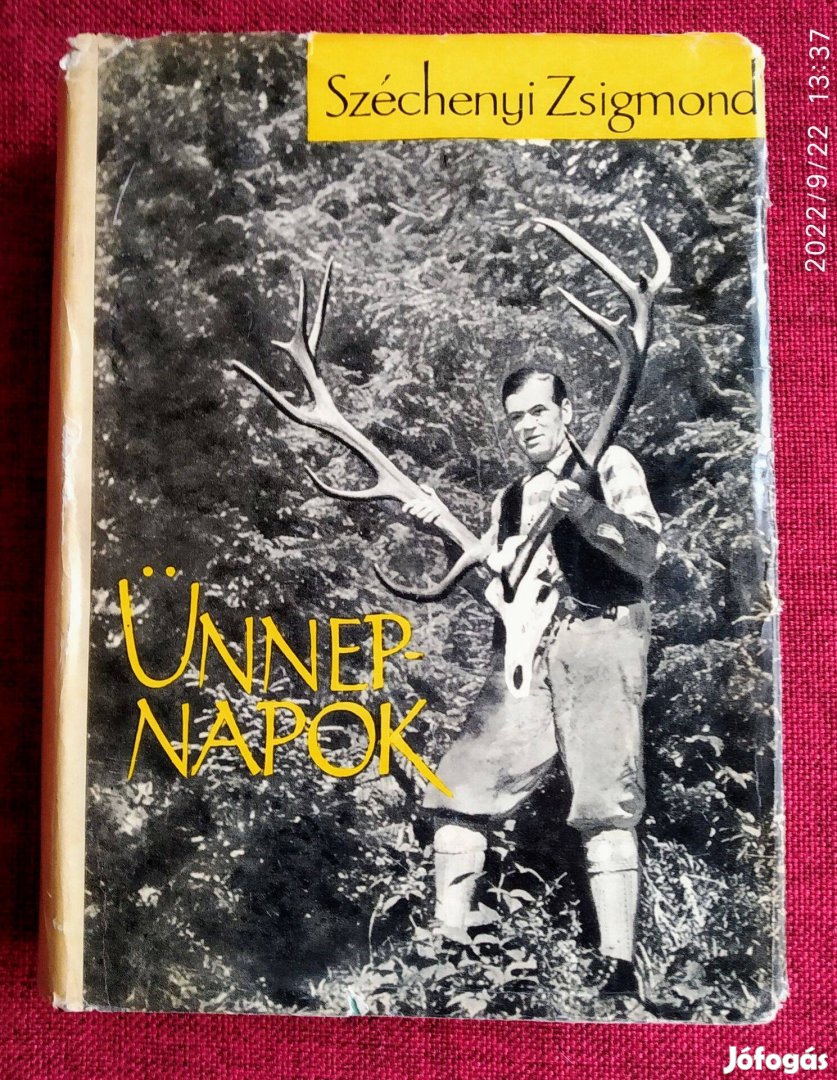 Széchenyi Zsigmond
ÜNNEP-
NAPOK
2022/9/22 13:37
Jófogás